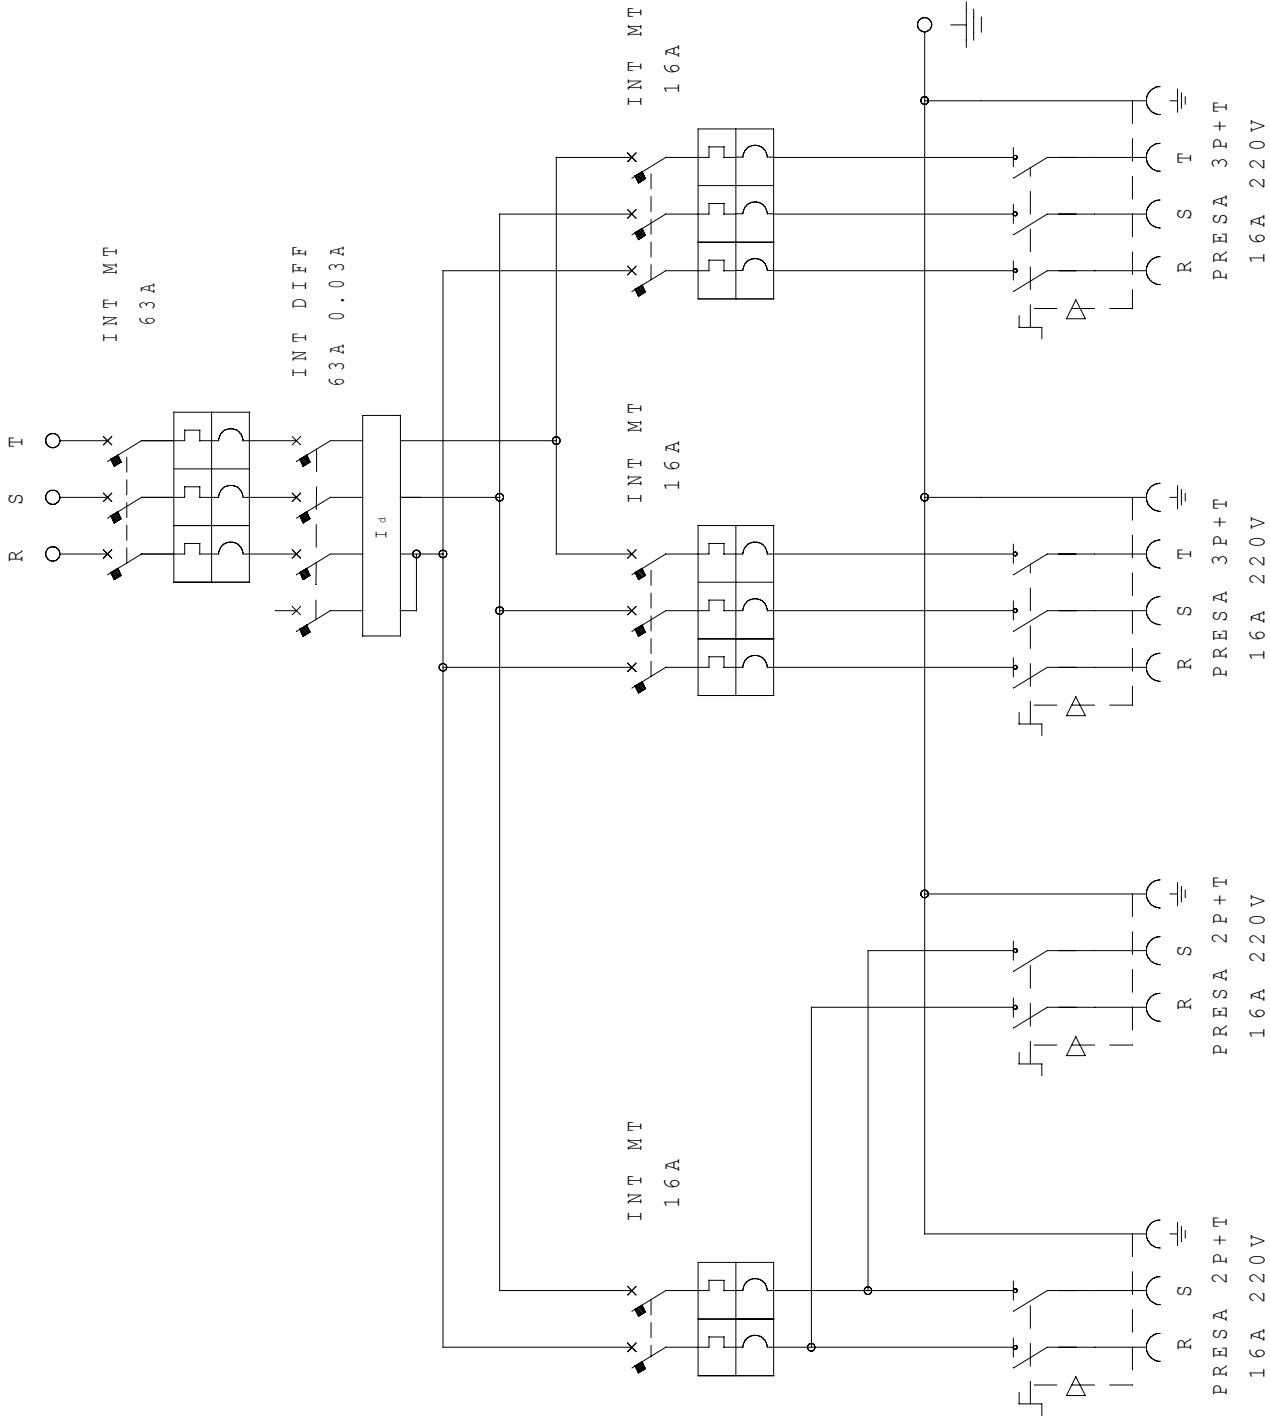 R
S
T
INT MT
63A
INT DIFF
63A 0.03A
Id
INT MT
16A
INT MT
16A
INT MT
16A
R
S
PRESA 2P+T
16A 220V
R
S
PRESA 2P+T
16A 220V
R
S
T
PRESA 3P+T
16A 220V
R
S
T
PRESA 3P+T
16A 220V